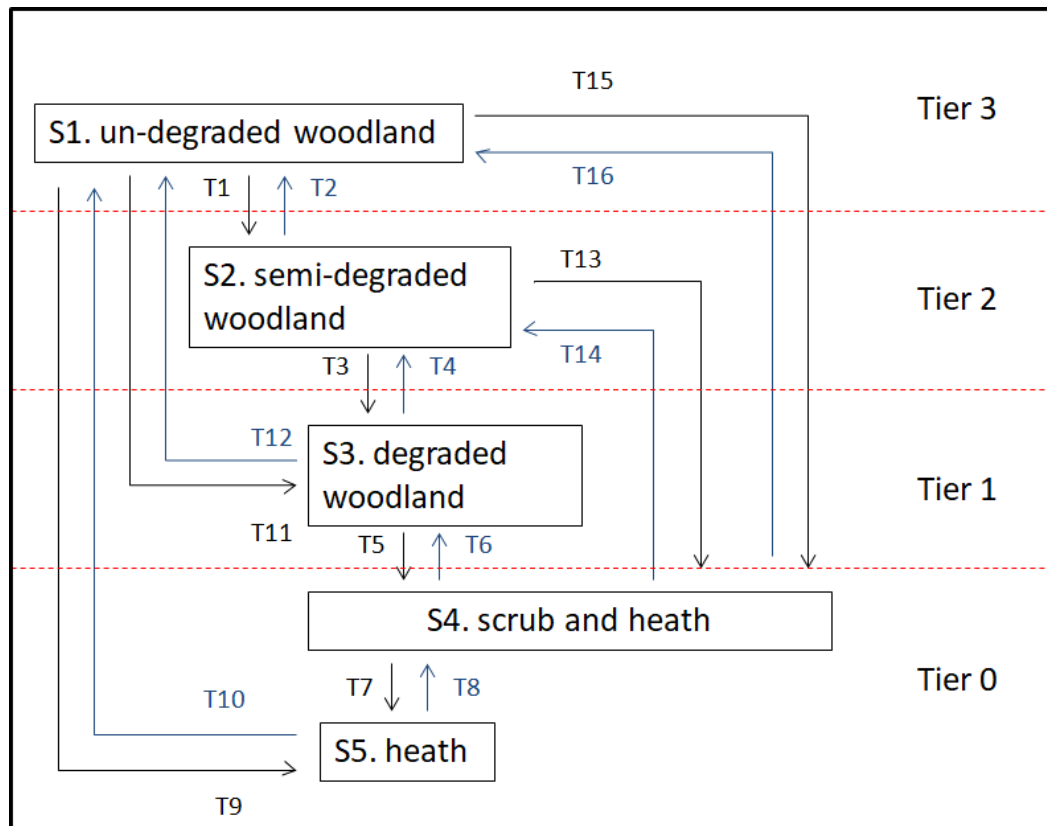 T15
Tier 3
S1. un-degraded woodland
T16
T1
T2
T13
S2. semi-degraded
woodland
Tier 2
T14
T3
T4
T12
S3. degraded
woodland
Tier 1
T11
T5
T6
S4. scrub and heath
Tier 0
T7
T8
T10
S5. heath
T9